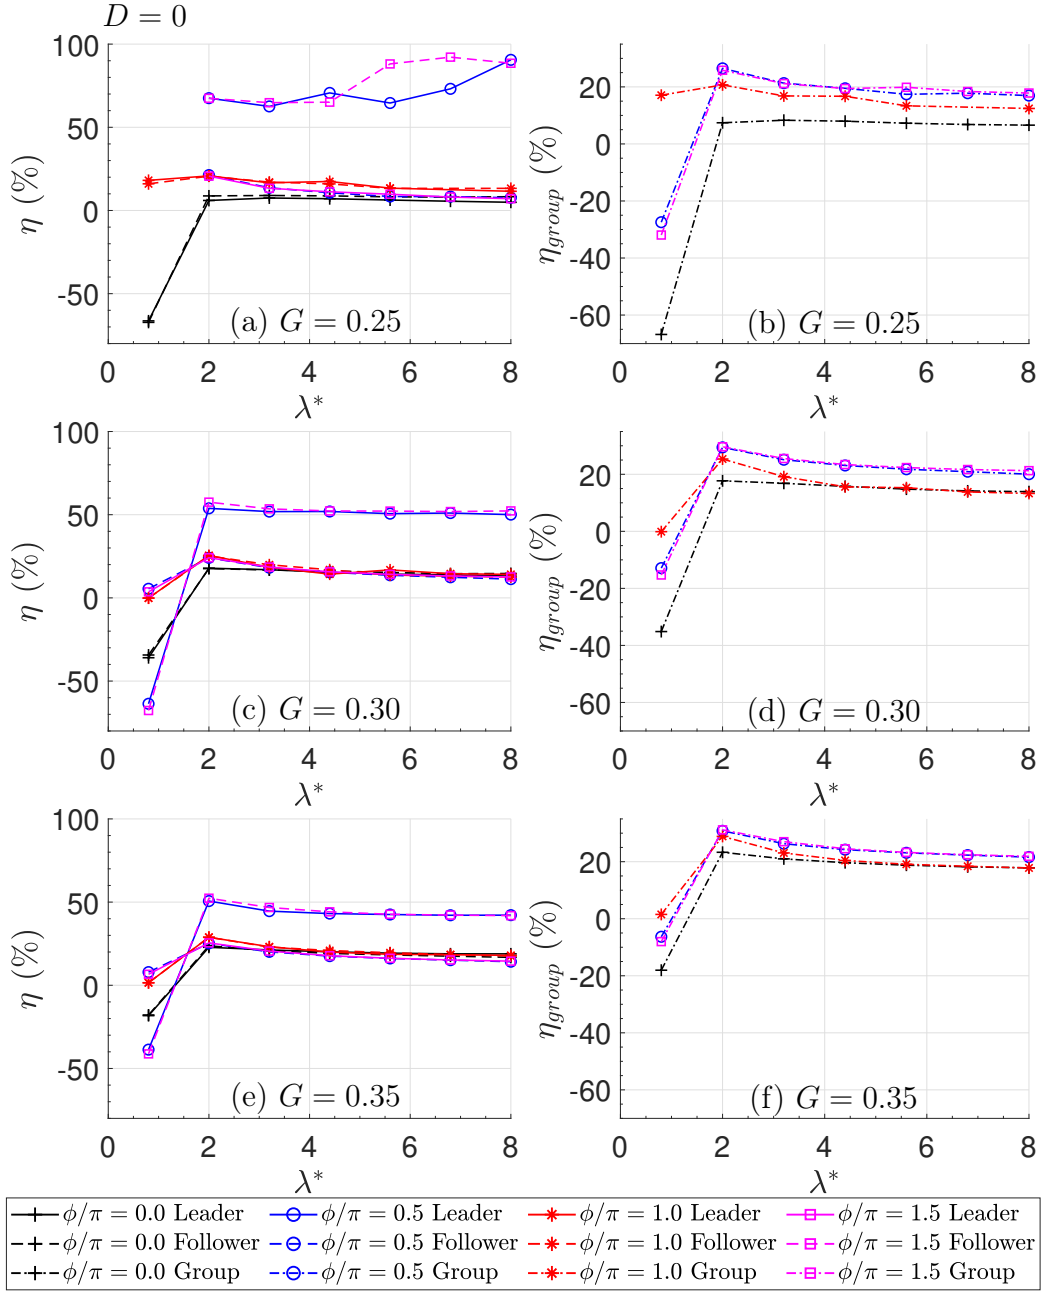 D = 0
100
50
0
-50
η (%)
(a) G = 0.25
0 2 4 6 8
λ*
20
0
-20
-40
-60
η_group (%)
(b) G = 0.25
0 2 4 6 8
λ*
100
50
0
-50
η (%)
(c) G = 0.30
0 2 4 6 8
λ*
20
0
-20
-40
-60
η_group (%)
(d) G = 0.30
0 2 4 6 8
λ*
100
50
0
-50
η (%)
(e) G = 0.35
0 2 4 6 8
λ*
20
0
-20
-40
-60
η_group (%)
(f) G = 0.35
0 2 4 6 8
λ*
ϕ/π = 0.0 Leader ϕ/π = 0.5 Leader ϕ/π = 1.0 Leader ϕ/π = 1.5 Leader
ϕ/π = 0.0 Follower ϕ/π = 0.5 Follower ϕ/π = 1.0 Follower ϕ/π = 1.5 Follower
ϕ/π = 0.0 Group ϕ/π = 0.5 Group ϕ/π = 1.0 Group ϕ/π = 1.5 Group